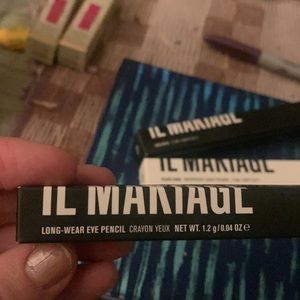 IL MAKIAGE
IL MAKIAGE
IL MAKIAGE
LONG-WEAR EYE PENCIL CRAYON YEUX NET WT. 1.2 g / 0.04 OZ ℮